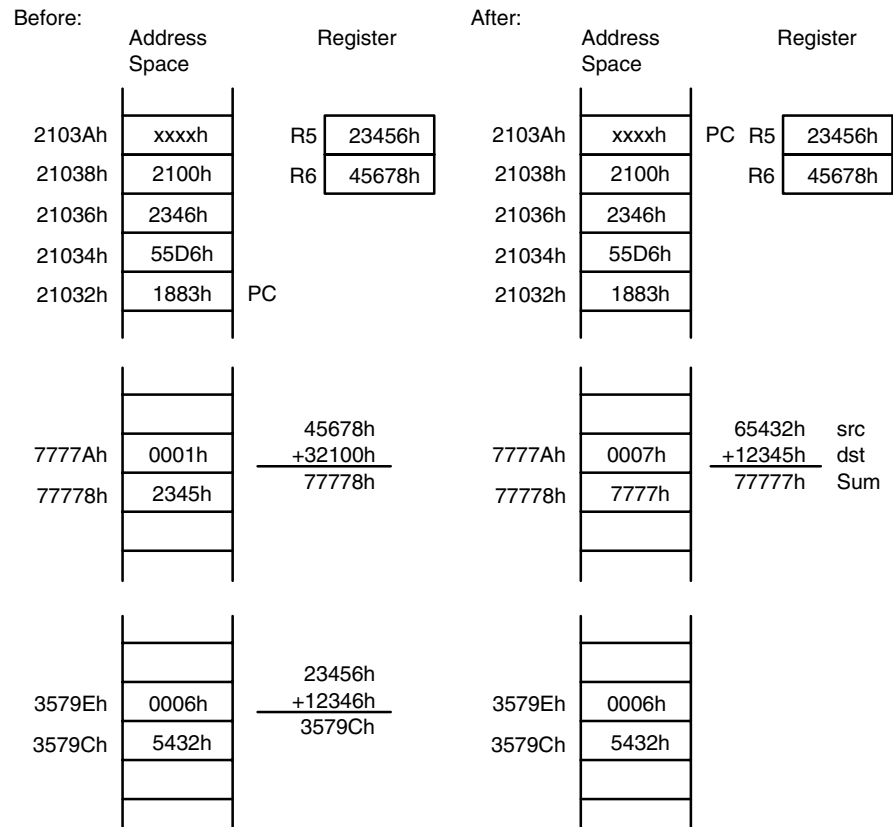 Before:
After:
Address
Space
Register
Address
Space
Register
2103Ah xxxxh R5 23456h 2103Ah xxxxh PC R5 23456h
21038h 2100h R6 45678h 21038h 2100h R6 45678h
21036h 2346h 21036h 2346h
21034h 55D6h 21034h 55D6h
21032h 1883h PC 21032h 1883h
45678h 65432h src
7777Ah 0001h +32100h 7777Ah 0007h +12345h dst
77778h 2345h 77778h 77778h 7777h 77777h Sum
23456h
3579Eh 0006h +12346h 3579Eh 0006h
3579Ch 5432h 3579Ch 3579Ch 5432h